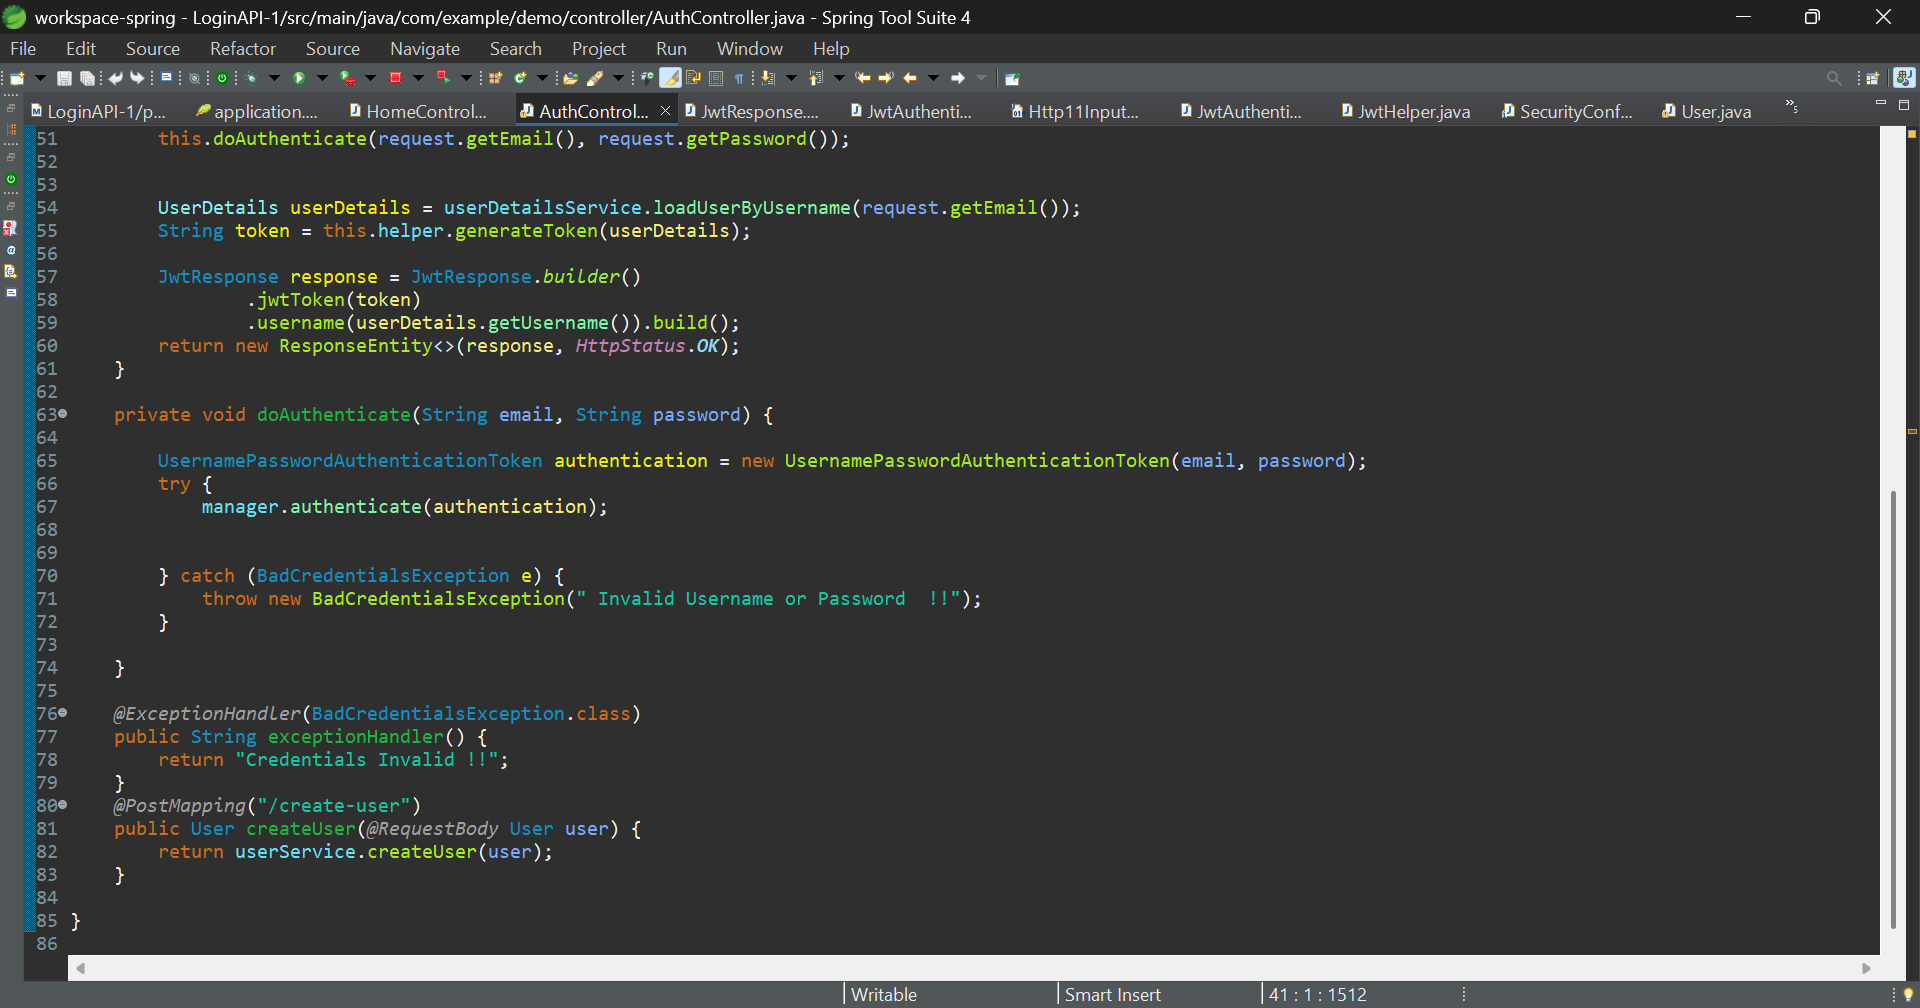 workspace-spring - LoginAPI-1/src/main/java/com/example/demo/controller/AuthController.java - Spring Tool Suite 4
File Edit Source Refactor Source Navigate Search Project Run Window Help
LoginAPI-1/p... application.... HomeControl... AuthControl... JwtResponse.... JwtAuthenti... Http11Input... JwtAuthenti... JwtHelper.java SecurityConf... User.java »5
51 this.doAuthenticate(request.getEmail(), request.getPassword());
52
53
54 UserDetails userDetails = userDetailsService.loadUserByUsername(request.getEmail());
55 String token = this.helper.generateToken(userDetails);
56
57 JwtResponse response = JwtResponse.builder()
58 .jwtToken(token)
59 .username(userDetails.getUsername()).build();
60 return new ResponseEntity<>(response, HttpStatus.OK);
61 }
62
63 private void doAuthenticate(String email, String password) {
64
65 UsernamePasswordAuthenticationToken authentication = new UsernamePasswordAuthenticationToken(email, password);
66 try {
67 manager.authenticate(authentication);
68
69
70 } catch (BadCredentialsException e) {
71 throw new BadCredentialsException(" Invalid Username or Password  !!");
72 }
73
74 }
75
76 @ExceptionHandler(BadCredentialsException.class)
77 public String exceptionHandler() {
78 return "Credentials Invalid !!";
79 }
80 @PostMapping("/create-user")
81 public User createUser(@RequestBody User user) {
82 return userService.createUser(user);
83 }
84
85 }
86
Writable Smart Insert 41 : 1 : 1512